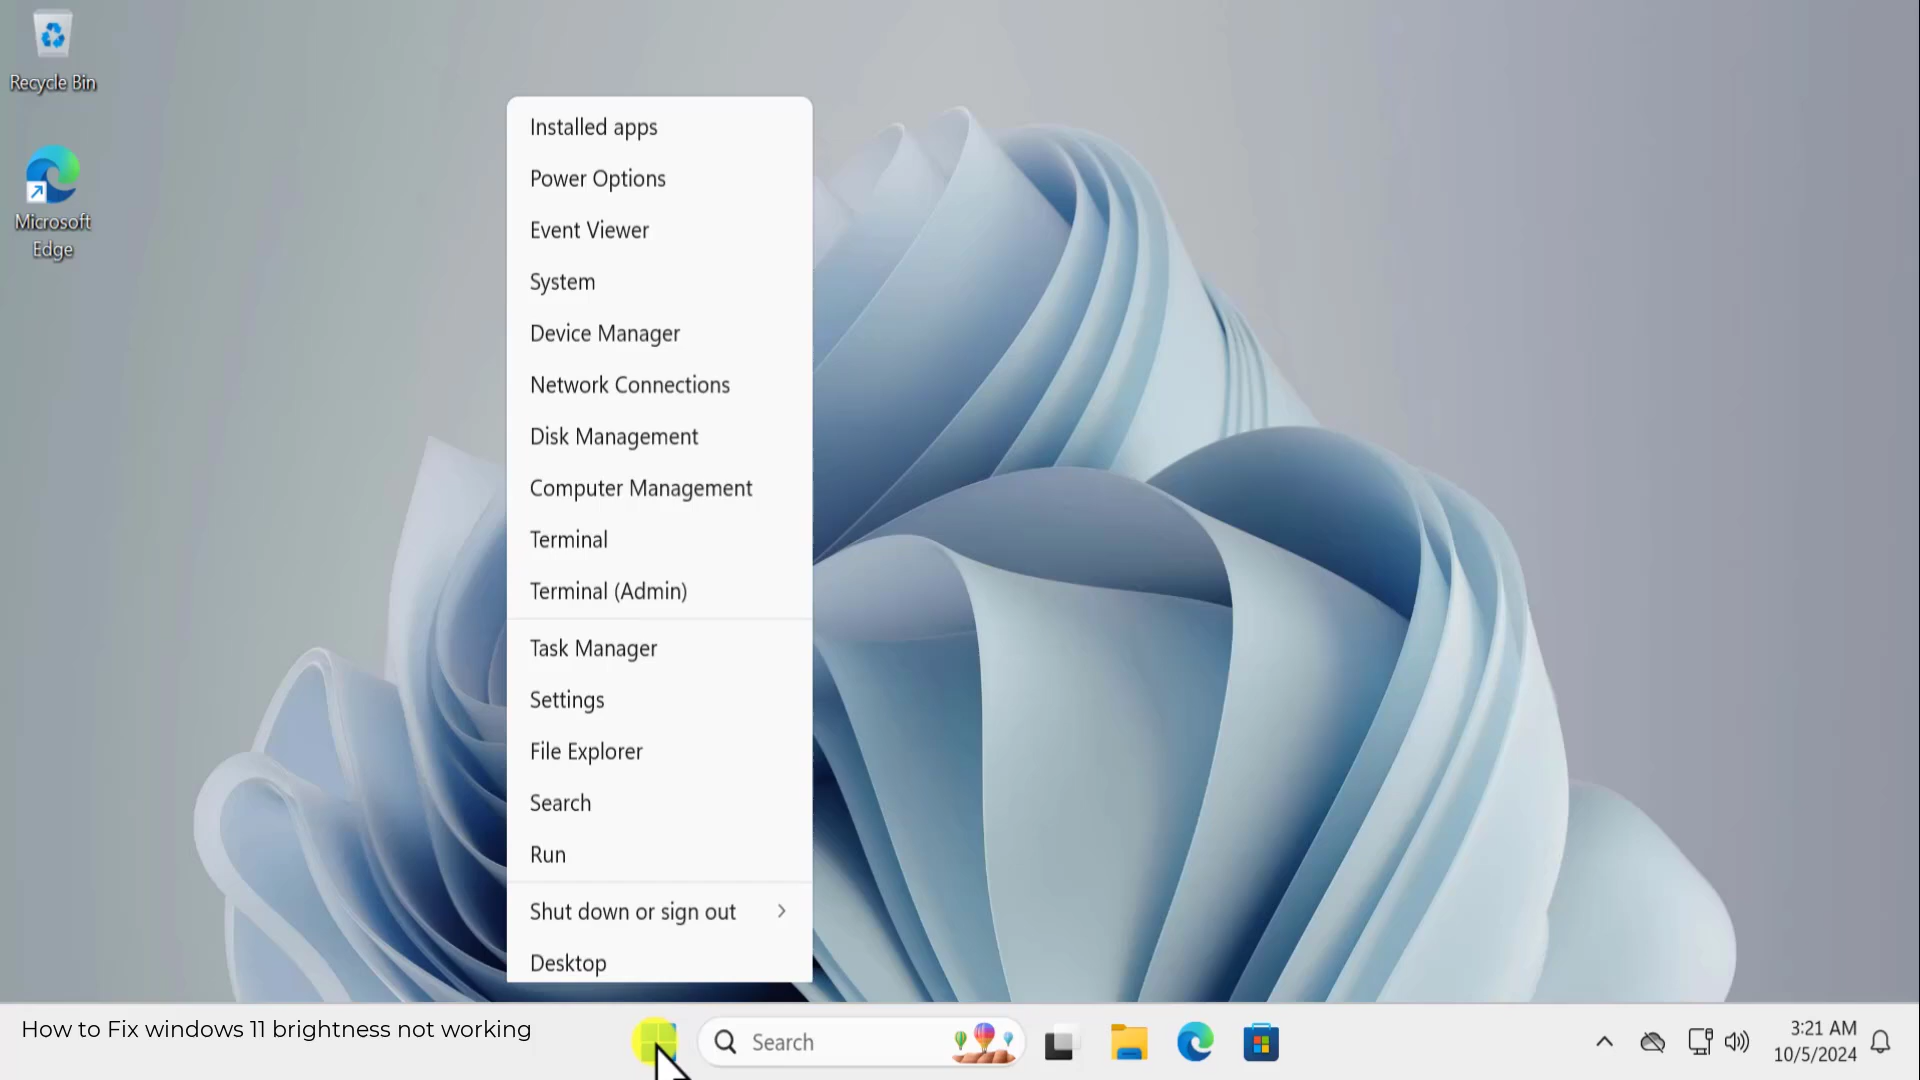 Recycle Bin
Microsoft
Edge
Installed apps
Power Options
Event Viewer
System
Device Manager
Network Connections
Disk Management
Computer Management
Terminal
Terminal (Admin)
Task Manager
Settings
File Explorer
Search
Run
Shut down or sign out
Desktop
How to Fix windows 11 brightness not working
Search
3:21 AM
10/5/2024